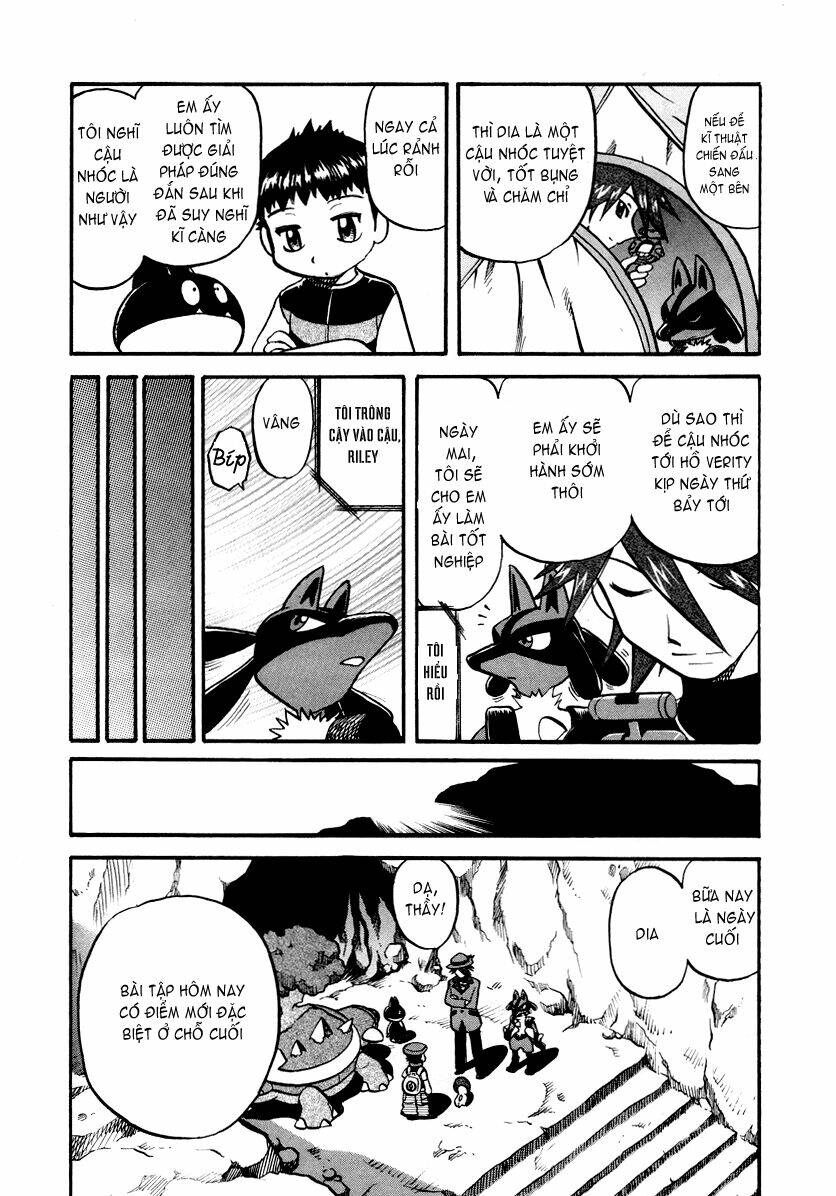 NẾU ĐỂ
KĨ THUẬT
CHIẾN ĐẤU
SANG
MỘT BÊN
THÌ DIA LÀ MỘT
CẬU NHÓC TUYỆT
VỜI, TỐT BỤNG
VÀ CHĂM CHỈ
NGAY CẢ
LÚC RẢNH
RỖI
EM ẤY
LUÔN TÌM
ĐƯỢC GIẢI
PHÁP ĐÚNG
ĐẮN SAU KHI
ĐÃ SUY NGHĨ
KĨ CÀNG
TÔI NGHĨ
CẬU
NHÓC LÀ
NGƯỜI
NHƯ VẬY
DÙ SAO THÌ
ĐỂ CẬU NHÓC
TỚI HỒ VERITY
KỊP NGÀY THỨ
BẢY TỚI
EM ẤY SẼ
PHẢI KHỞI
HÀNH SỚM
THÔI
NGÀY
MAI,
TÔI SẼ
CHO EM
ẤY LÀM
BÀI TỐT
NGHIỆP
TÔI
HIỂU
RỒI
TÔI TRÔNG
CẬY VÀO CẬU,
RILEY
VÂNG
BÍP
BỮA NAY
LÀ NGÀY
CUỐI
DIA
DẠ,
THẦY!
BÀI TẬP HÔM NAY
CÓ ĐIỂM MỚI ĐẶC
BIỆT Ở CHỖ CUỐI